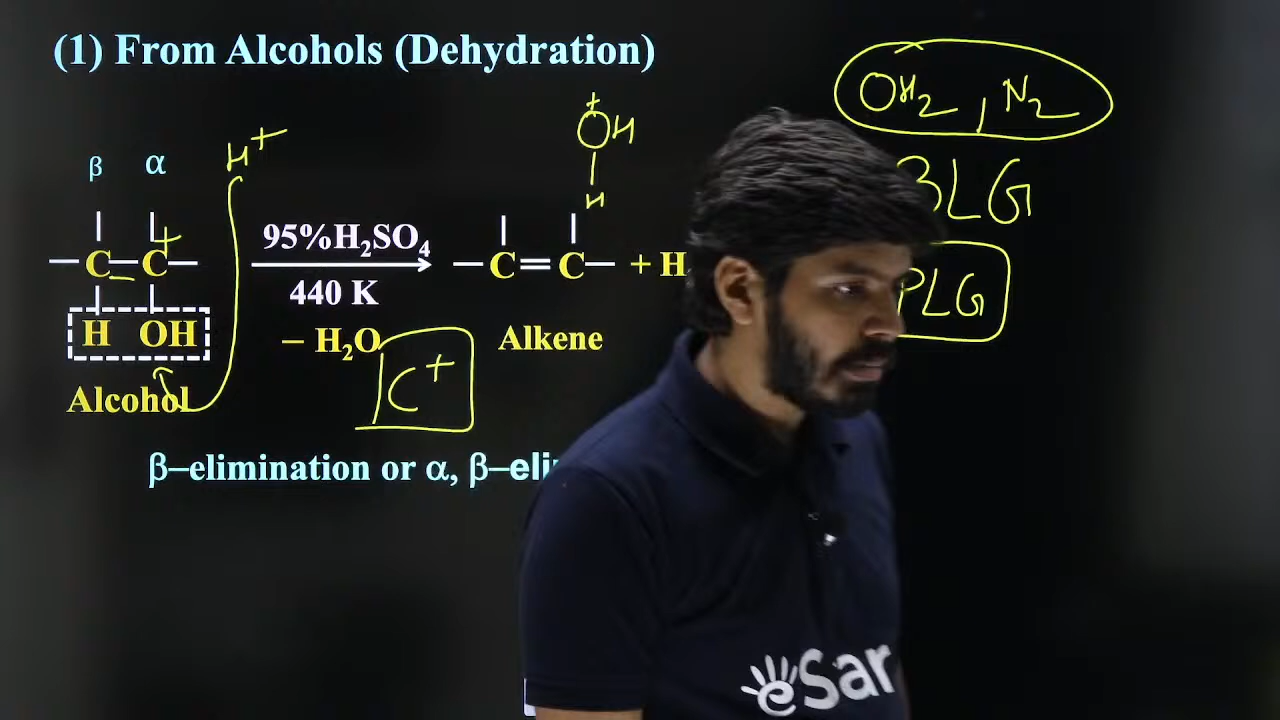 (1) From Alcohols (Dehydration)
OH2 , N2
+
OH
H
H+
β α
LG
95%H₂SO₄
+
C C C C + H
440 K
PLG
H OH
– H₂O
Alkene
C+
Alcohol
β–elimination or α, β–eli
eSar